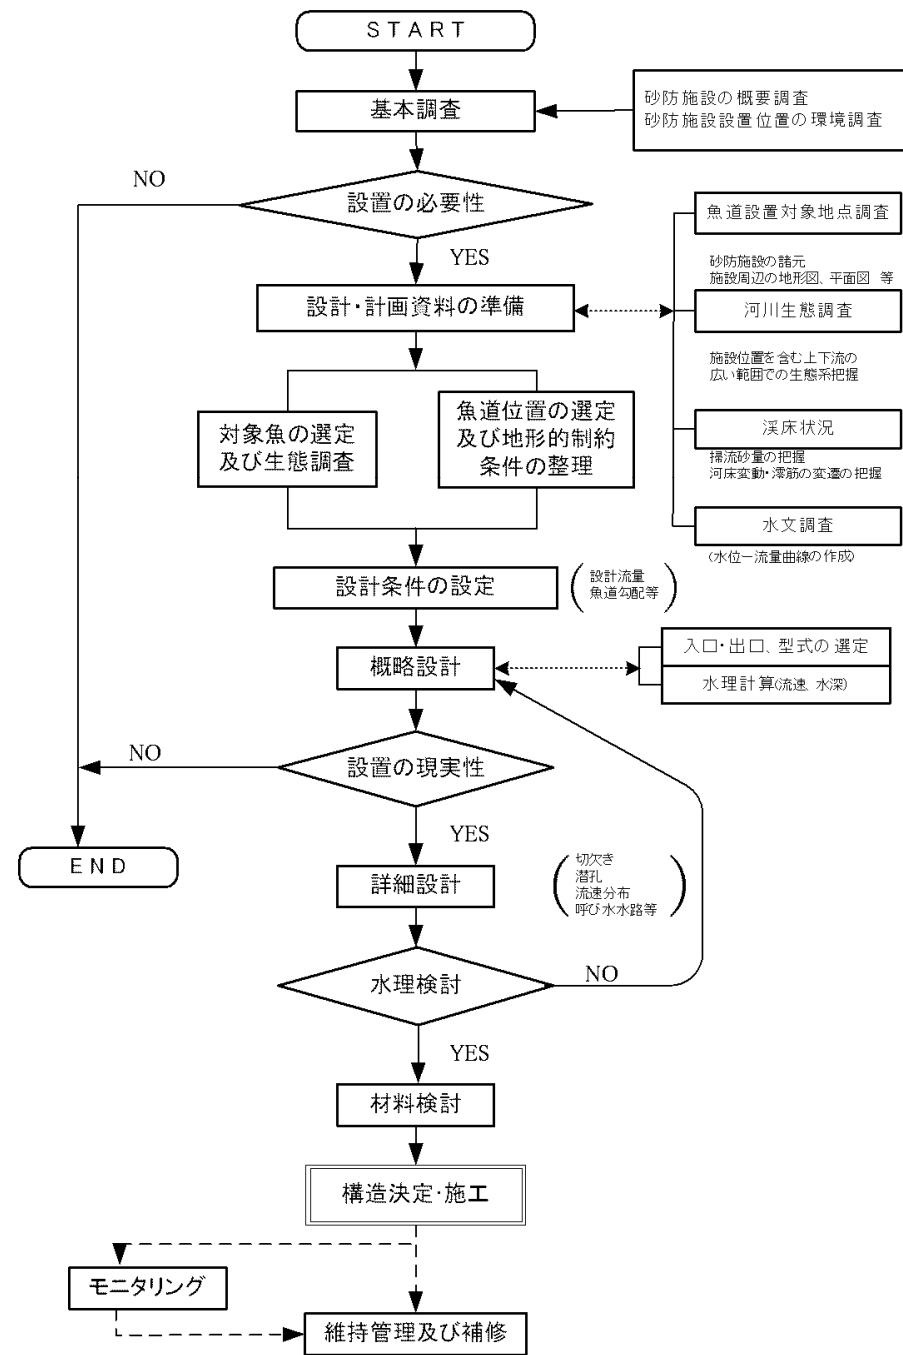 START
基本調査
砂防施設の概要調査
砂防施設設置位置の環境調査
NO
設置の必要性
YES
魚道設置対象地点調査
砂防施設の諸元
施設周辺の地形図、平面図 等
設計・計画資料の準備
河川生態調査
施設位置を含む上下流の
広い範囲での生態系把握
対象魚の選定
及び生態調査
魚道位置の選定
及び地形的制約
条件の整理
渓床状況
掃流砂量の把握
河床変動・澪筋の変遷の把握
水文調査
(水位ー流量曲線の作成)
設計条件の設定
設計流量
魚道勾配等
概略設計
入口・出口、型式の選定
水理計算(流速、水深)
NO
設置の現実性
YES
END
詳細設計
切欠き
潜孔
流速分布
呼び水水路等
水理検討
NO
YES
材料検討
構造決定・施工
モニタリング
維持管理及び補修